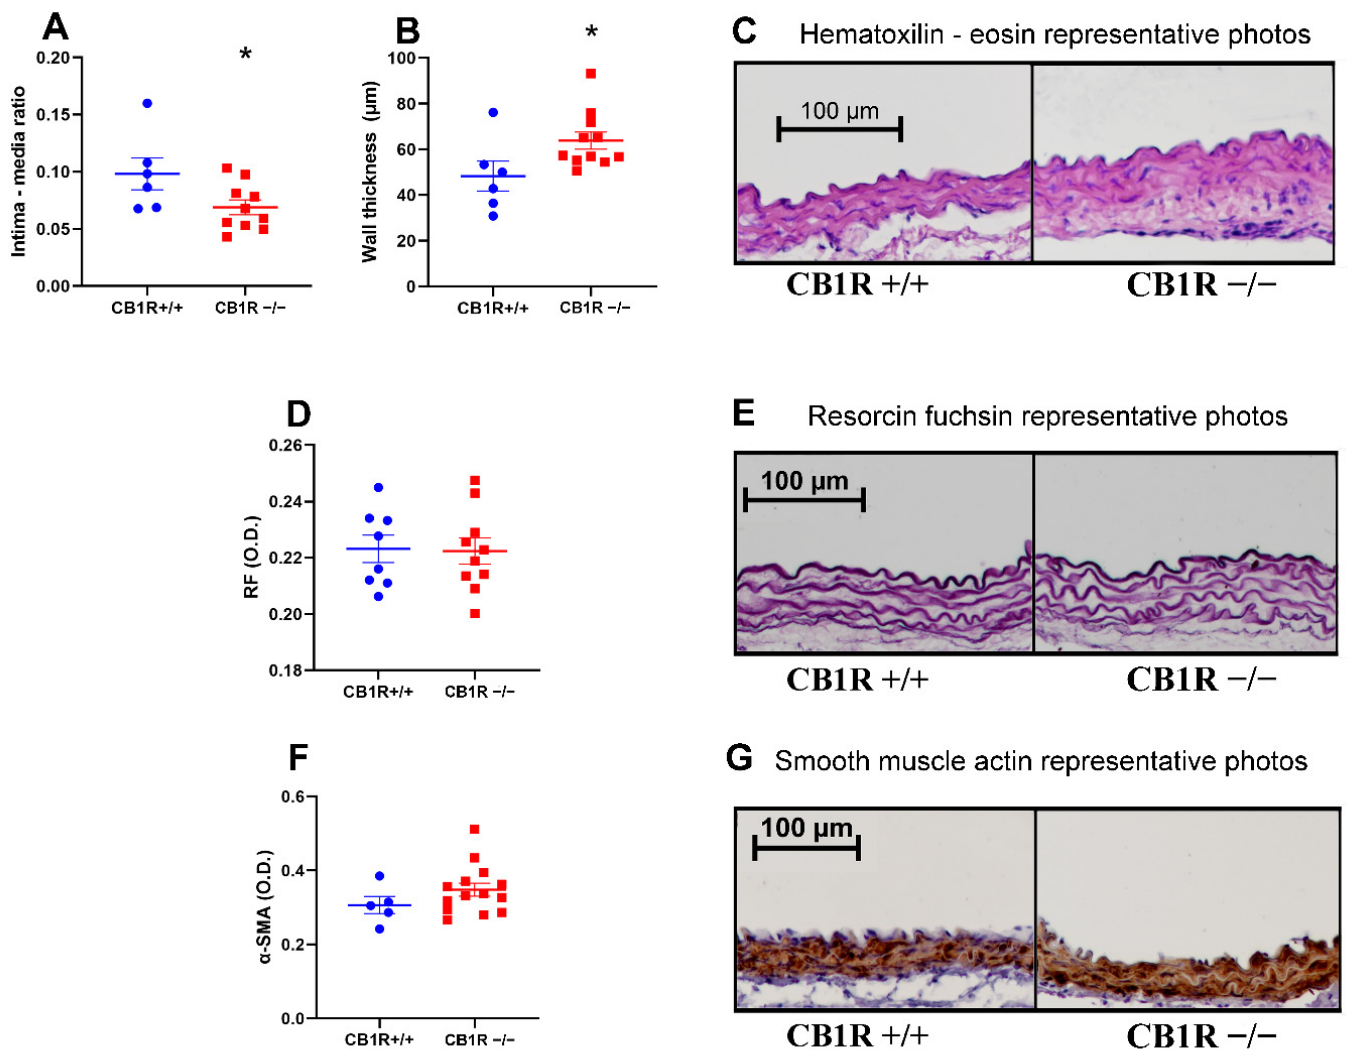 A
*
Intima - media ratio
0.20
0.15
0.10
0.05
0.00
CB1R+/+
CB1R −/−
B
*
Wall thickness (µm)
100
80
60
40
20
0
CB1R+/+
CB1R −/−
C
Hematoxilin - eosin representative photos
100 µm
CB1R +/+
CB1R −/−
D
RF (O.D.)
0.26
0.24
0.22
0.20
0.18
CB1R+/+
CB1R −/−
E
Resorcin fuchsin representative photos
100 µm
CB1R +/+
CB1R −/−
F
α-SMA (O.D.)
0.6
0.4
0.2
0.0
CB1R+/+
CB1R −/−
G
Smooth muscle actin representative photos
100 µm
CB1R +/+
CB1R −/−